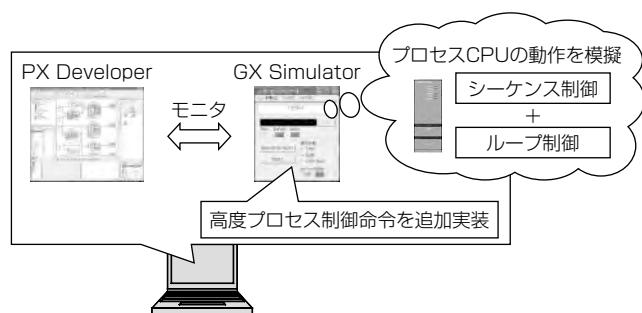 プロセスCPUの動作を模擬
PX Developer
GX Simulator
シーケンス制御
モニタ
+
ループ制御
高度プロセス制御命令を追加実装